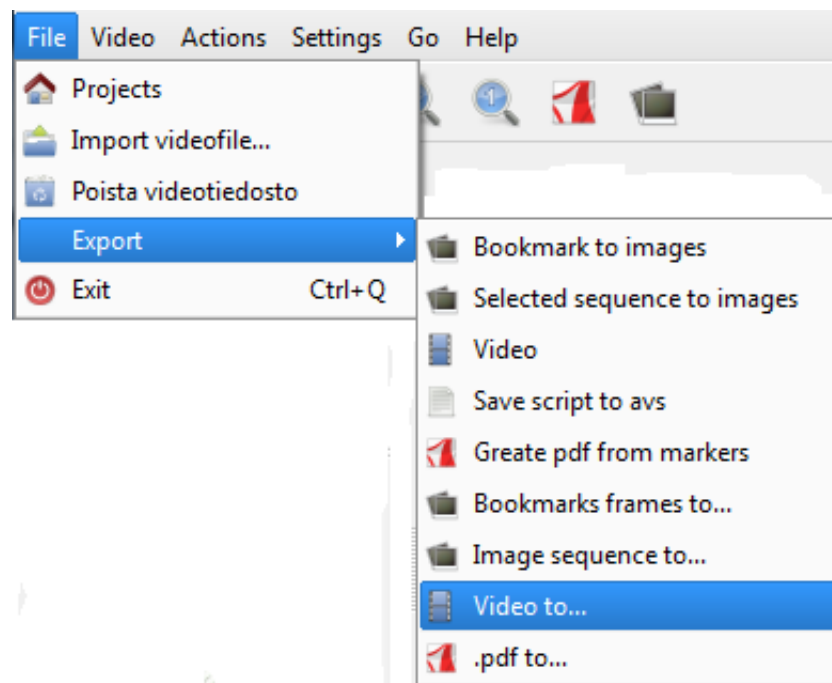 File Video Actions Settings Go Help
Projects
Import videofile...
Poista videotiedosto
Export
Exit Ctrl+Q
Bookmark to images
Selected sequence to images
Video
Save script to avs
Greate pdf from markers
Bookmarks frames to...
Image sequence to...
Video to...
.pdf to...